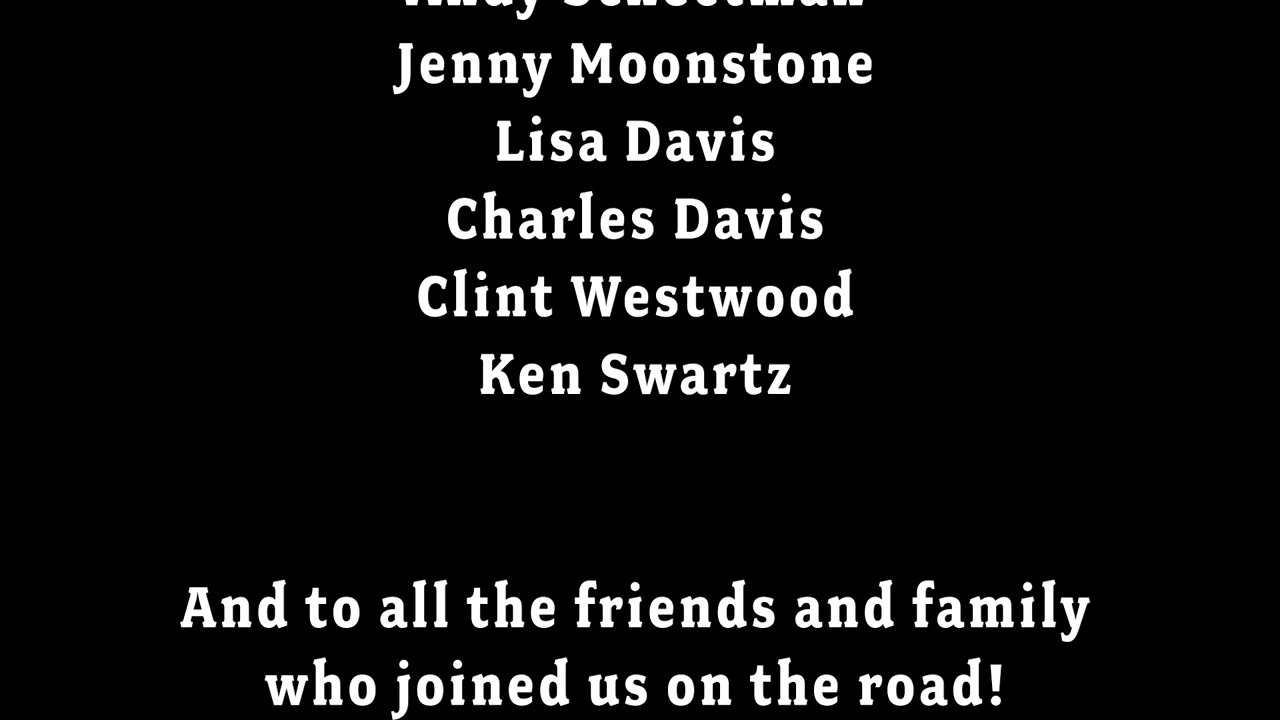 Jenny Moonstone
Lisa Davis
Charles Davis
Clint Westwood
Ken Swartz
And to all the friends and family
who joined us on the road!